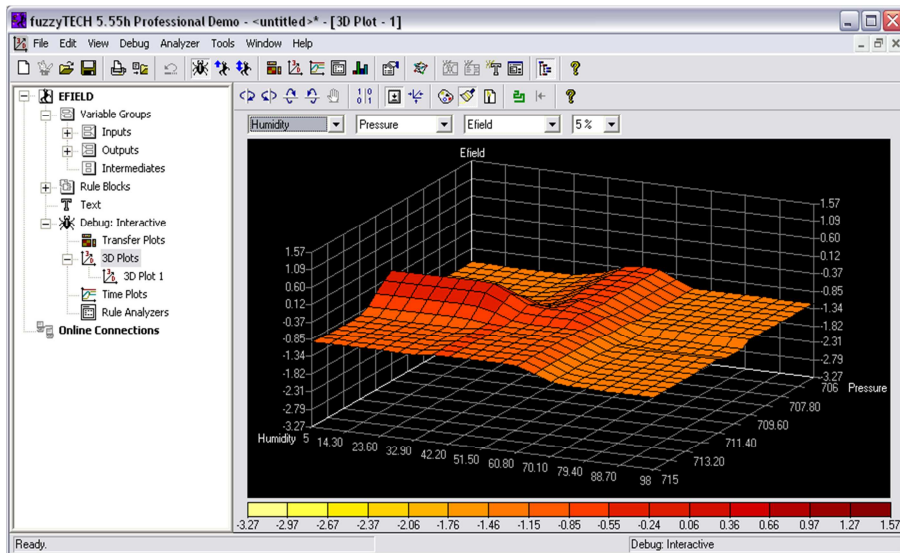 fuzzyTECH 5.55h Professional Demo - <untitled>* - [3D Plot - 1]
File Edit View Debug Analyzer Tools Window Help
EFIELD
Variable Groups
Inputs
Outputs
Intermediates
Rule Blocks
Text
Debug: Interactive
Transfer Plots
3D Plots
3D Plot 1
Time Plots
Rule Analyzers
Online Connections
Humidity Pressure Efield 5 %
Efield
1.57
1.09
0.60
0.12
-0.37
-0.85
-1.34
-1.82
-2.31
-2.79
-3.27
1.57
1.09
0.60
0.12
-0.37
-0.85
-1.34
-1.82
-2.31
-2.79
-3.27
Humidity 5 14.30 23.60 32.90 42.20 51.50 60.80 70.10 79.40 88.70 98
715 713.20 711.40 709.60 707.80 706 Pressure
-3.27 -2.97 -2.67 -2.37 -2.06 -1.76 -1.46 -1.15 -0.85 -0.55 -0.24 0.06 0.36 0.66 0.97 1.27 1.57
Ready. Debug: Interactive